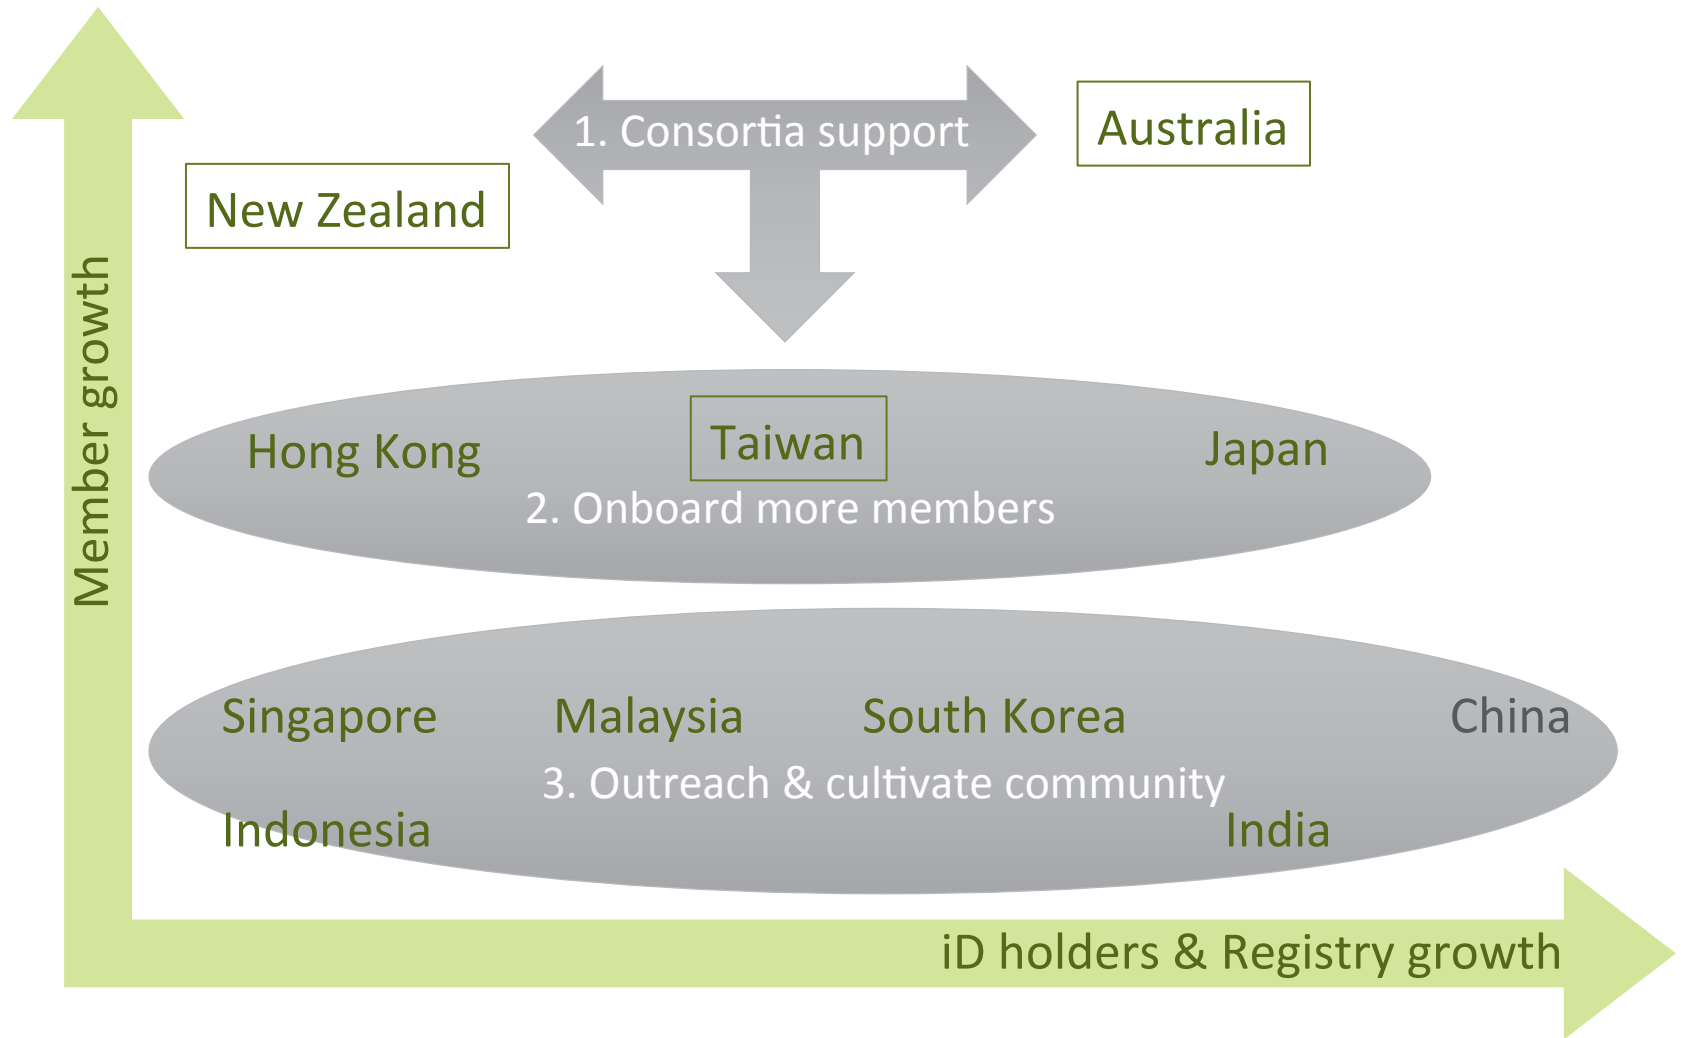 1. Consortia support
Australia
New Zealand
Member growth
Hong Kong
Taiwan
Japan
2. Onboard more members
Singapore
Malaysia
South Korea
China
3. Outreach & cultivate community
Indonesia
India
iD holders & Registry growth